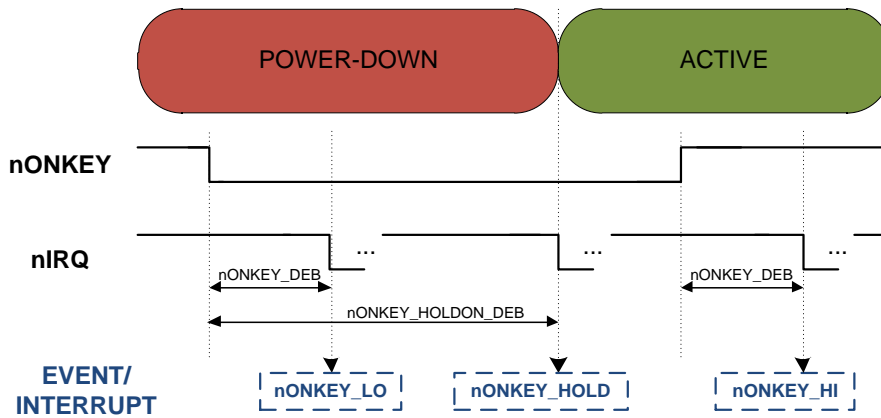 POWER-DOWN
ACTIVE
nONKEY
nIRQ
...
...
...
nONKEY_DEB
nONKEY_DEB
nONKEY_HOLDON_DEB
EVENT/
INTERRUPT
nONKEY_LO
nONKEY_HOLD
nONKEY_HI